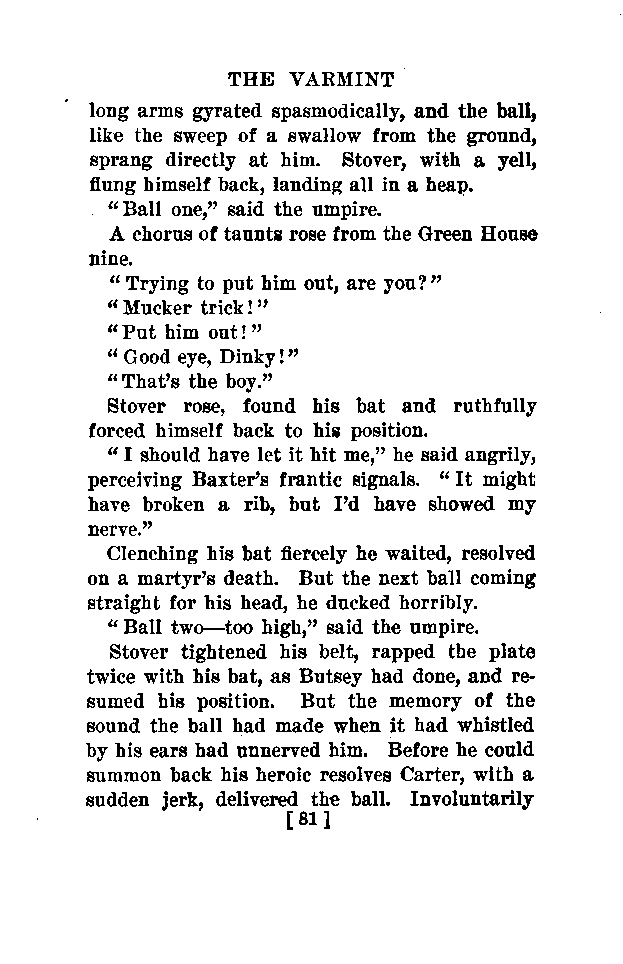 THE VARMINT
long arms gyrated spasmodically, and the ball,
like the sweep of a swallow from the ground,
sprang directly at him. Stover, with a yell,
flung himself back, landing all in a heap.
"Ball one," said the umpire.
A chorus of taunts rose from the Green House
nine.
"Trying to put him out, are you?"
"Mucker trick!"
"Put him out!"
"Good eye, Dinky!"
"That's the boy."
Stover rose, found his bat and ruthfully
forced himself back to his position.
"I should have let it hit me," he said angrily,
perceiving Baxter's frantic signals. "It might
have broken a rib, but I'd have showed my
nerve."
Clenching his bat fiercely he waited, resolved
on a martyr's death. But the next ball coming
straight for his head, he ducked horribly.
"Ball two—too high," said the umpire.
Stover tightened his belt, rapped the plate
twice with his bat, as Butsey had done, and re-
sumed his position. But the memory of the
sound the ball had made when it had whistled
by his ears had unnerved him. Before he could
summon back his heroic resolves Carter, with a
sudden jerk, delivered the ball. Involuntarily
[81]